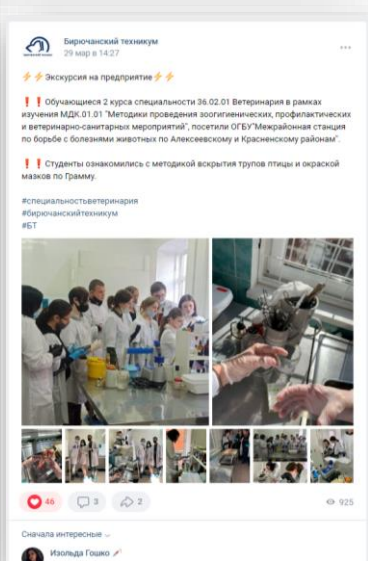 Бирючанский техникум
29 мар в 14:27
⚡⚡Экскурсия на предприятие⚡⚡
❗❗Обучающиеся 2 курса специальности 36.02.01 Ветеринария в рамках
изучения МДК.01.01 "Методики проведения зоогигиенических, профилактических
и ветеринарно-санитарных мероприятий", посетили ОГБУ"Межрайонная станция
по борьбе с болезнями животных по Алексеевскому и Красненскому районам".
❗❗Студенты ознакомились с методикой вскрытия трупов птицы и окраской
мазков по Грамму.
#специальностьветеринария
#бирючанскийтехникум
#БТ
46
3
2
925
Сначала интересные
Изольда Гошко